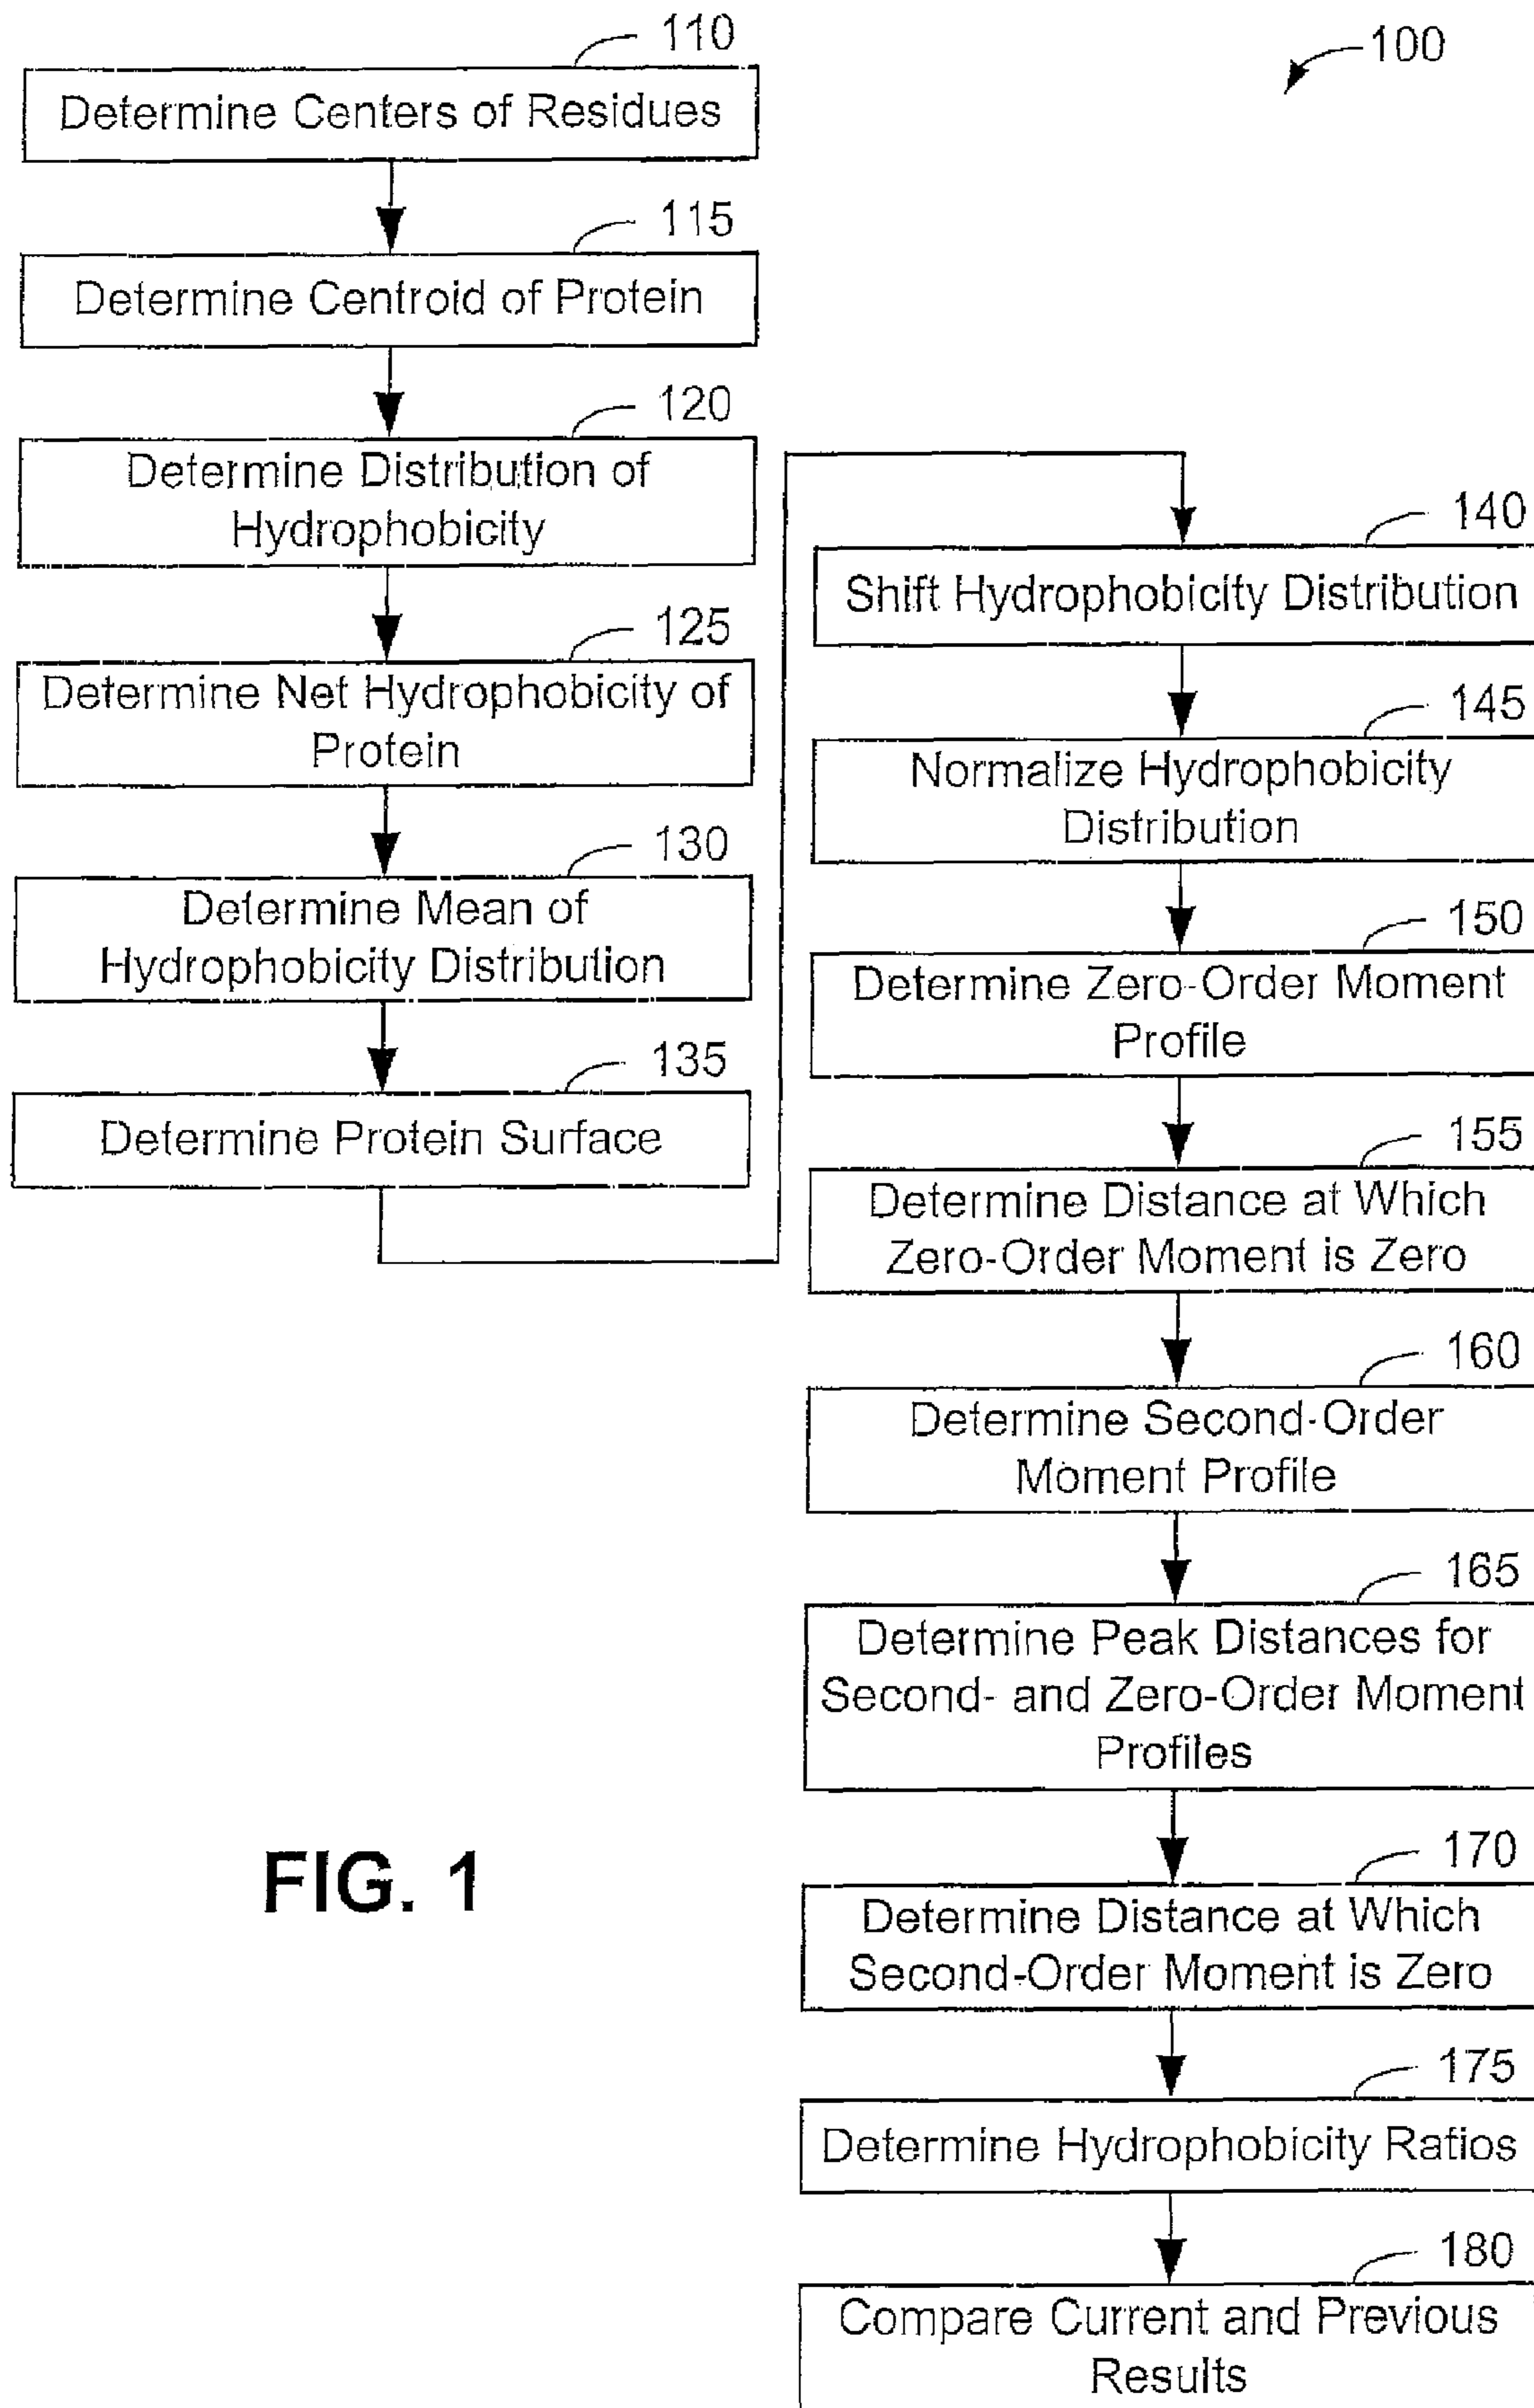 100
110
Determine Centers of Residues
115
Determine Centroid of Protein
120
Determine Distribution of
Hydrophobicity
125
Determine Net Hydrophobicity of
Protein
130
Determine Mean of
Hydrophobicity Distribution
135
Determine Protein Surface
140
Shift Hydrophobicity Distribution
145
Normalize Hydrophobicity
Distribution
150
Determine Zero-Order Moment
Profile
155
Determine Distance at Which
Zero-Order Moment is Zero
160
Determine Second-Order
Moment Profile
165
Determine Peak Distances for
Second- and Zero-Order Moment
Profiles
170
Determine Distance at Which
Second-Order Moment is Zero
175
Determine Hydrophobicity Ratios
180
Compare Current and Previous
Results
FIG. 1